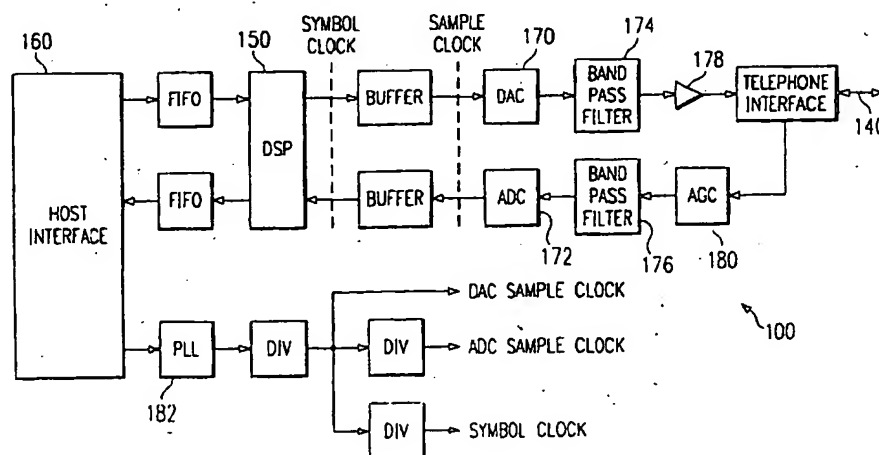 160
150
SYMBOL CLOCK
SAMPLE CLOCK
170
174
178
FIFO
DSP
BUFFER
DAC
BAND PASS FILTER
TELEPHONE INTERFACE
140
HOST INTERFACE
FIFO
BUFFER
ADC
172
BAND PASS FILTER
176
AGC
180
DAC SAMPLE CLOCK
100
PLL
182
DIV
DIV
ADC SAMPLE CLOCK
DIV
SYMBOL CLOCK